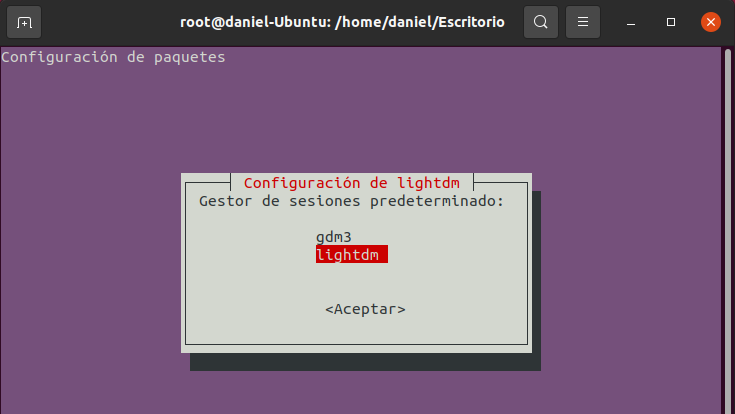 root@daniel-Ubuntu: /home/daniel/Escritorio
Configuración de paquetes
Configuración de lightdm
Gestor de sesiones predeterminado:
gdm3
lightdm
<Aceptar>